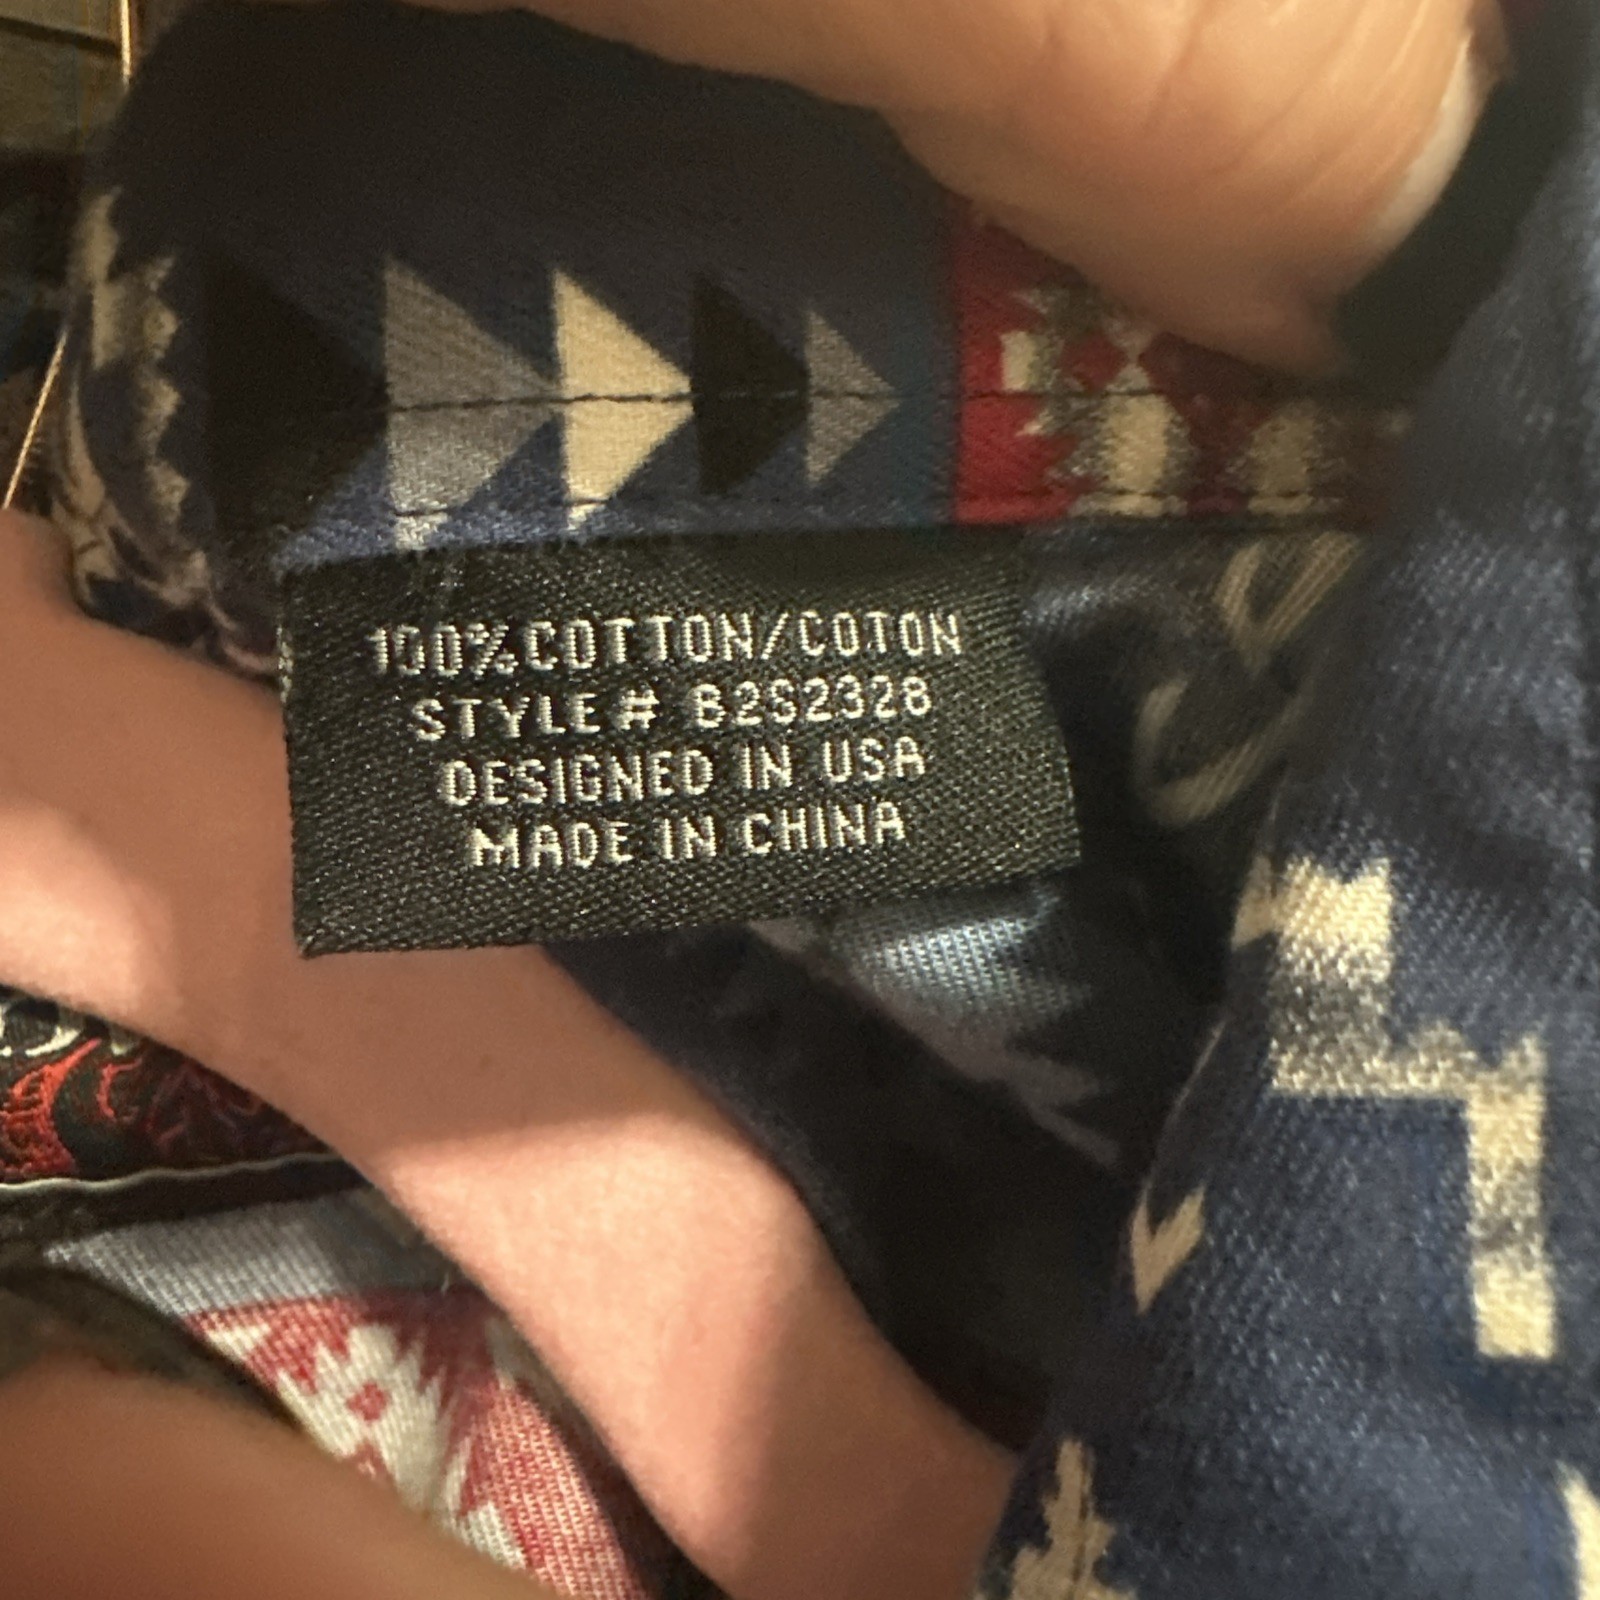 100% COTTON/COTON
STYLE# B2S2328
DESIGNED IN USA
MADE IN CHINA